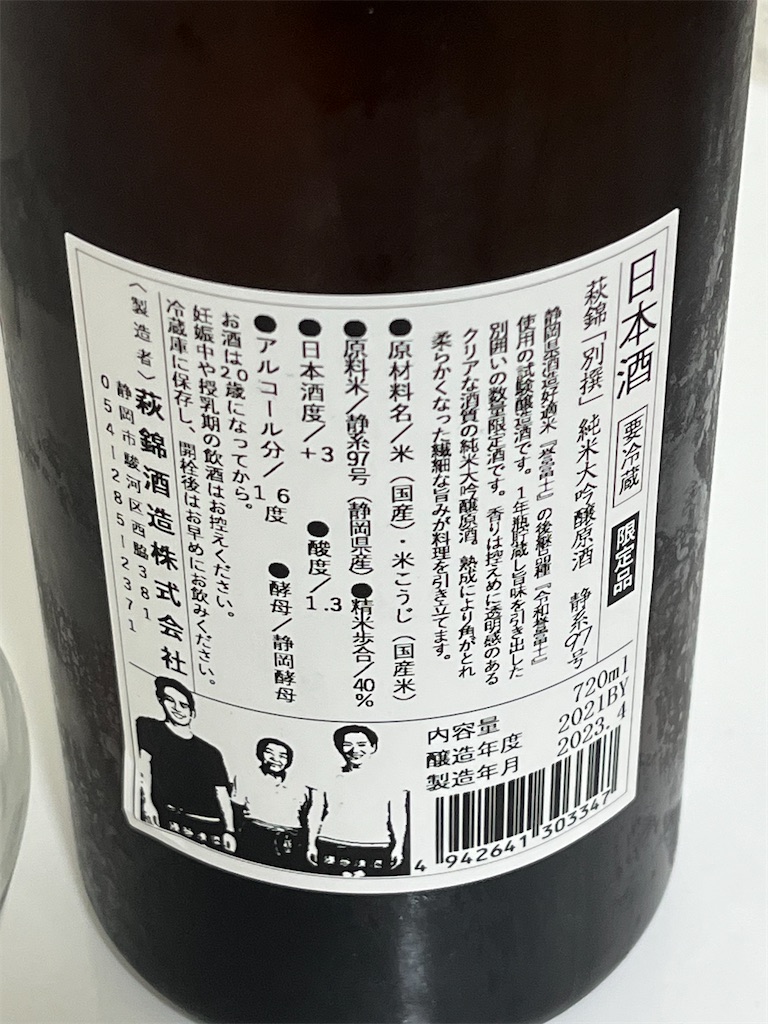 日本酒 要冷蔵 限定品
萩錦「別撰」純米大吟醸原酒 静系97号
静岡県酒造好適米『誉富士』の後継品種『令和誉富士』
使用の試験醸造酒です。1年瓶貯蔵し旨味を引き出した
別囲いの数量限定酒です。香りは控えめに透明感のある
クリアな酒質の純米大吟醸原酒。熟成により角がとれ
柔らかくなった繊細な旨みが料理を引き立てます。
●原材料名/米(国産)・米こうじ(国産米)
●原料米/静系97号(静岡県産)●精米歩合/40%
●日本酒度/+3 ●酸度/1.3
●アルコール分/16度 ●酵母/静岡酵母
お酒は20歳になってから。
妊娠中や授乳期の飲酒はお控えください。
冷蔵庫に保存し、開栓後はお早めにお飲みください。
〈製造者〉萩錦酒造株式会社
静岡市駿河区西脇381
054-285-2371
内容量 720ml
醸造年度 2021BY
製造年月 2023.4
4 942641 303347